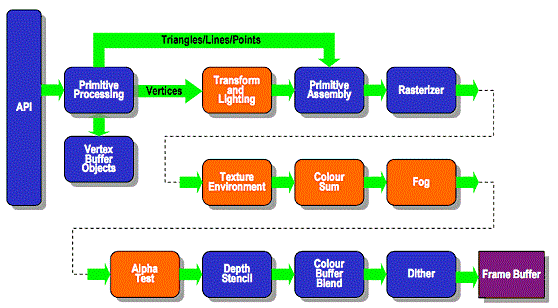 Triangles/Lines/Points
API
Primitive
Processing
Vertices
Transform
and
Lighting
Primitive
Assembly
Rasterizer
Vertex
Buffer
Objects
Texture
Environment
Colour
Sum
Fog
Alpha
Test
Depth
Stencil
Colour
Buffer
Blend
Dither
Frame Buffer